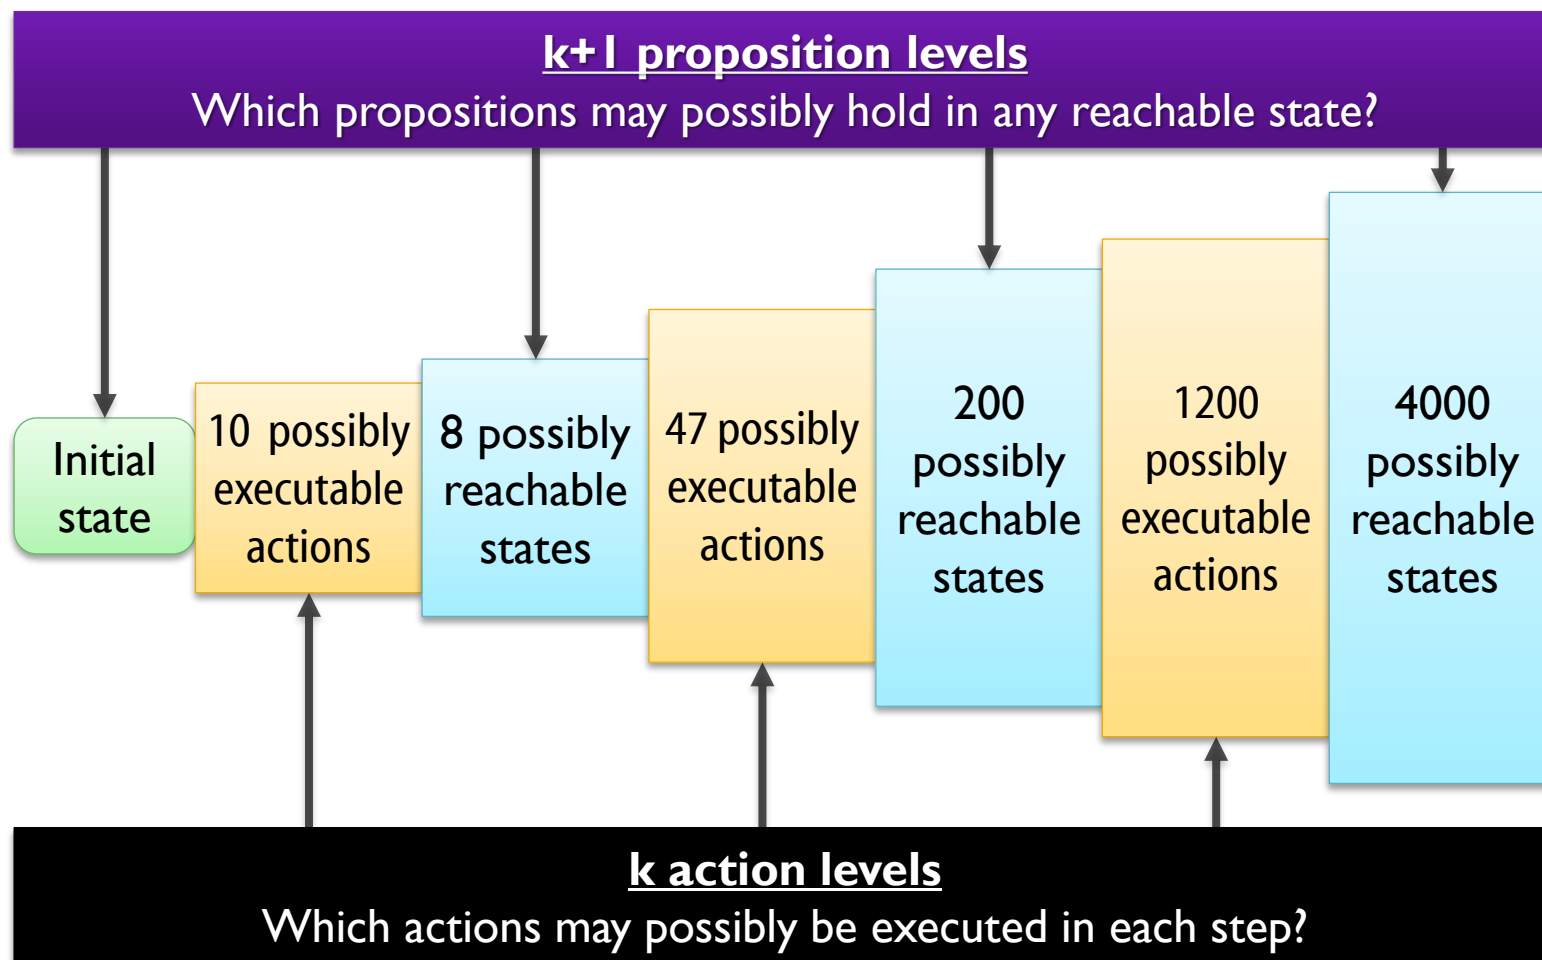 k+1 proposition levels
Which propositions may possibly hold in any reachable state?
Initial
state
10 possibly
executable
actions
8 possibly
reachable
states
47 possibly
executable
actions
200
possibly
reachable
states
1200
possibly
executable
actions
4000
possibly
reachable
states
k action levels
Which actions may possibly be executed in each step?